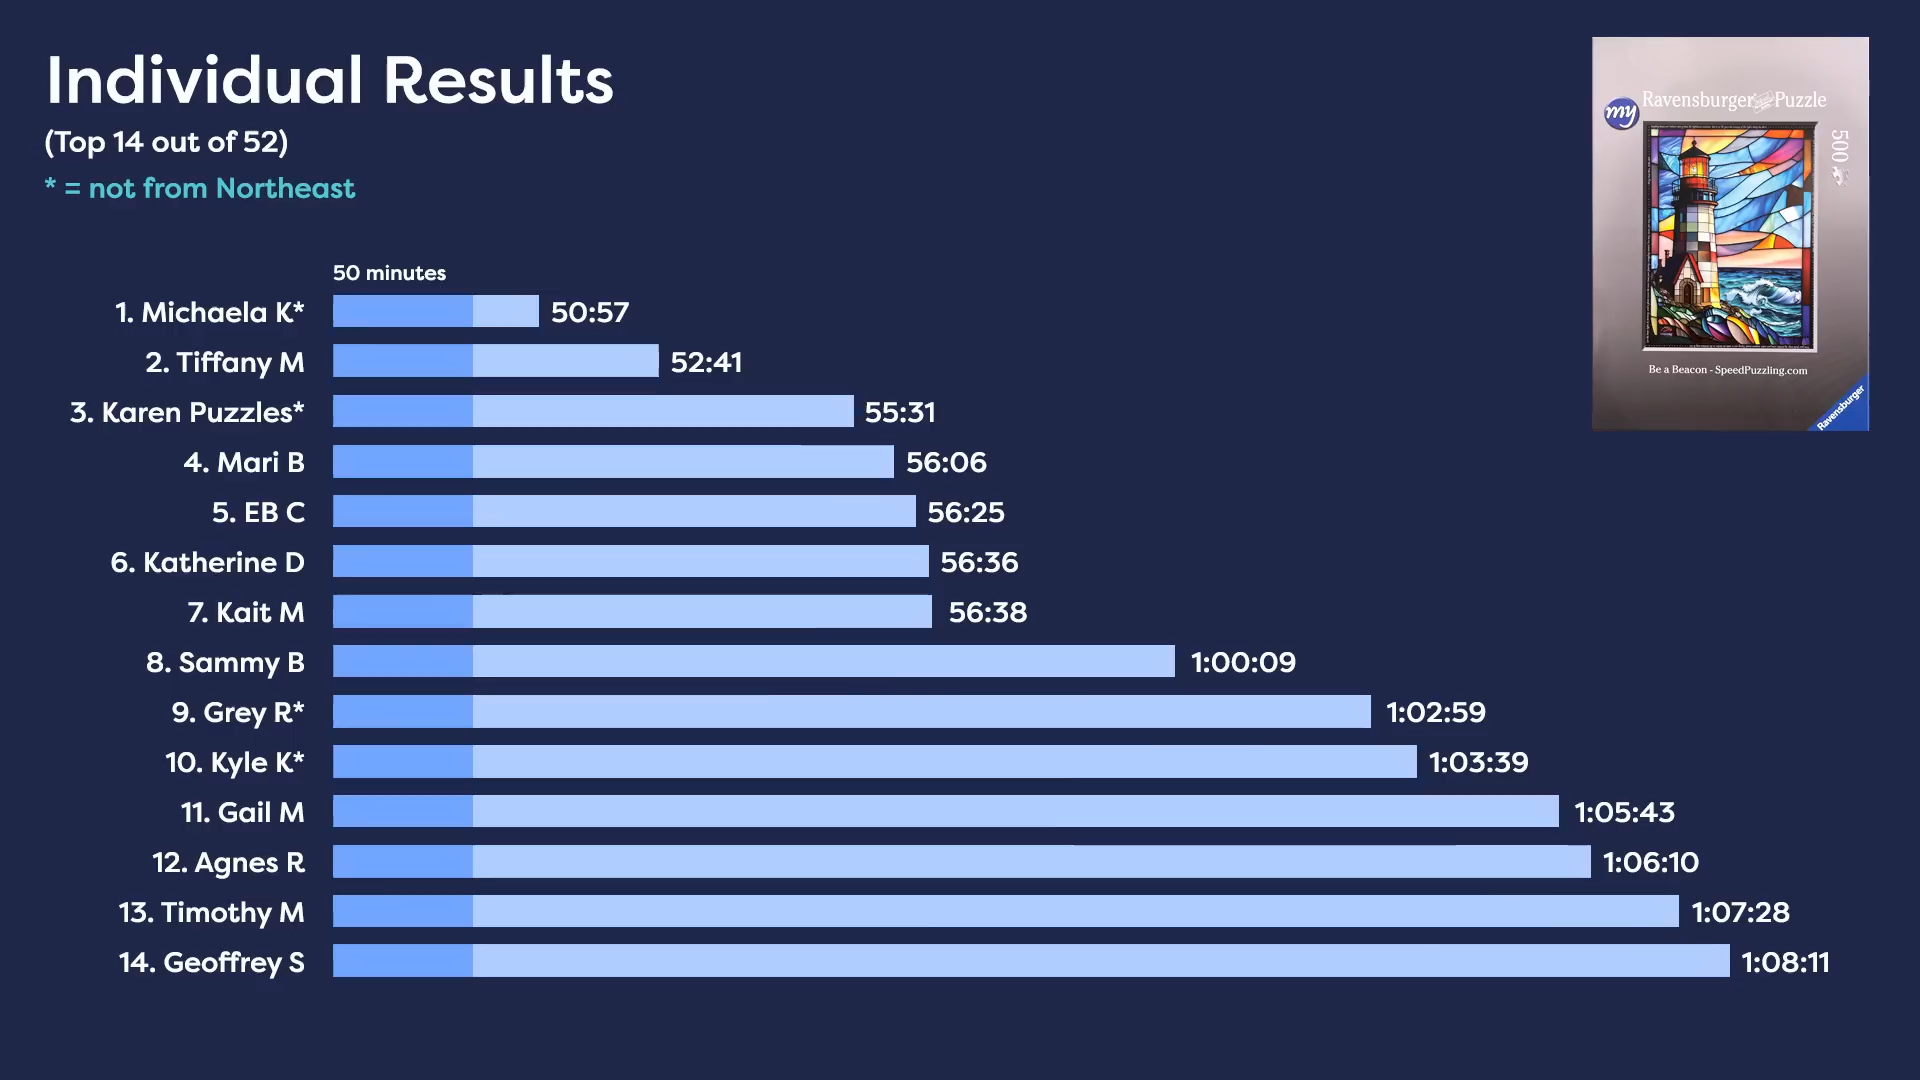 Individual Results
(Top 14 out of 52)
* = not from Northeast
my
Ravensburger Puzzle
500
Be a Beacon - SpeedPuzzling.com
Ravensburger
50 minutes
1. Michaela K* 50:57
2. Tiffany M 52:41
3. Karen Puzzles* 55:31
4. Mari B 56:06
5. EB C 56:25
6. Katherine D 56:36
7. Kait M 56:38
8. Sammy B 1:00:09
9. Grey R* 1:02:59
10. Kyle K* 1:03:39
11. Gail M 1:05:43
12. Agnes R 1:06:10
13. Timothy M 1:07:28
14. Geoffrey S 1:08:11